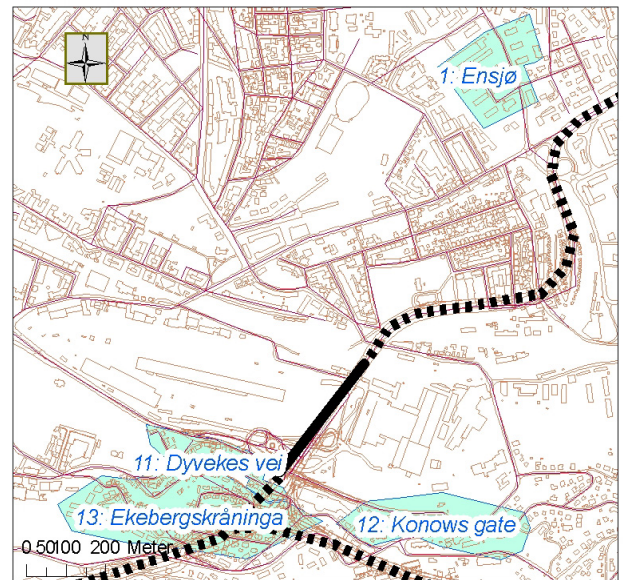 N
1: Ensjø
11: Dyvekes vei
13: Ekebergskråninga
12: Konows gate
0 50100 200 Meter